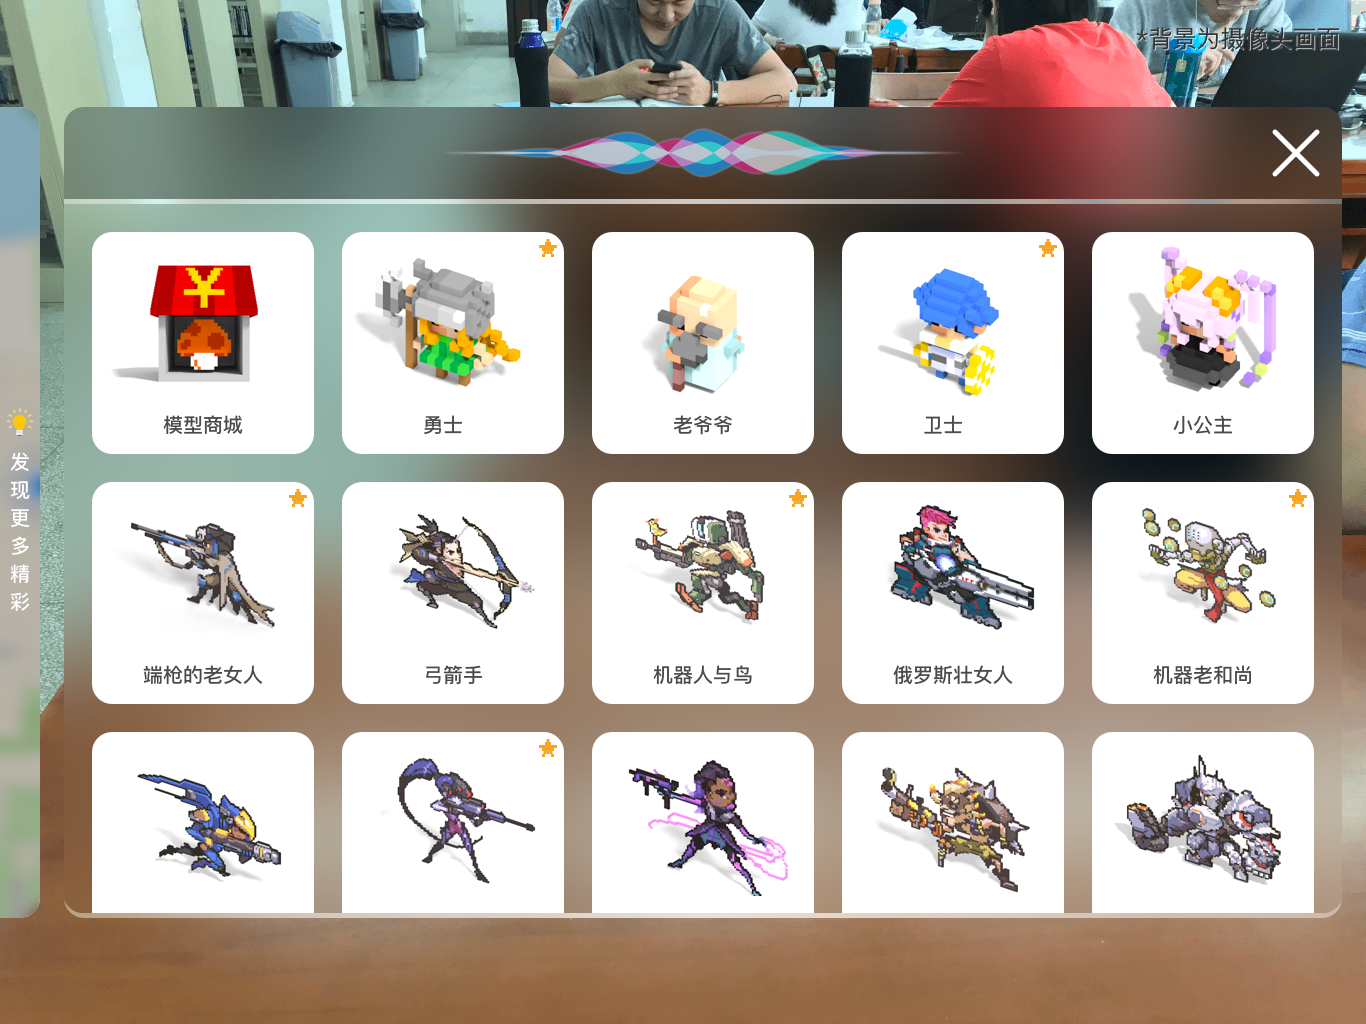 *背景为摄像头画面
¥
模型商城
勇士
老爷爷
卫士
小公主
发现更多精彩
端枪的老女人
弓箭手
机器人与鸟
俄罗斯壮女人
机器老和尚